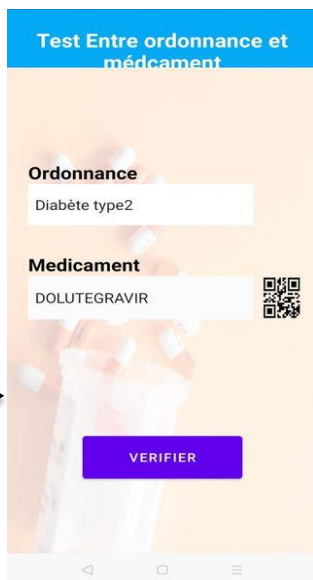 Test Entre ordonnance et
médcament
Ordonnance
Diabète type2
Medicament
DOLUTEGRAVIR
VERIFIER